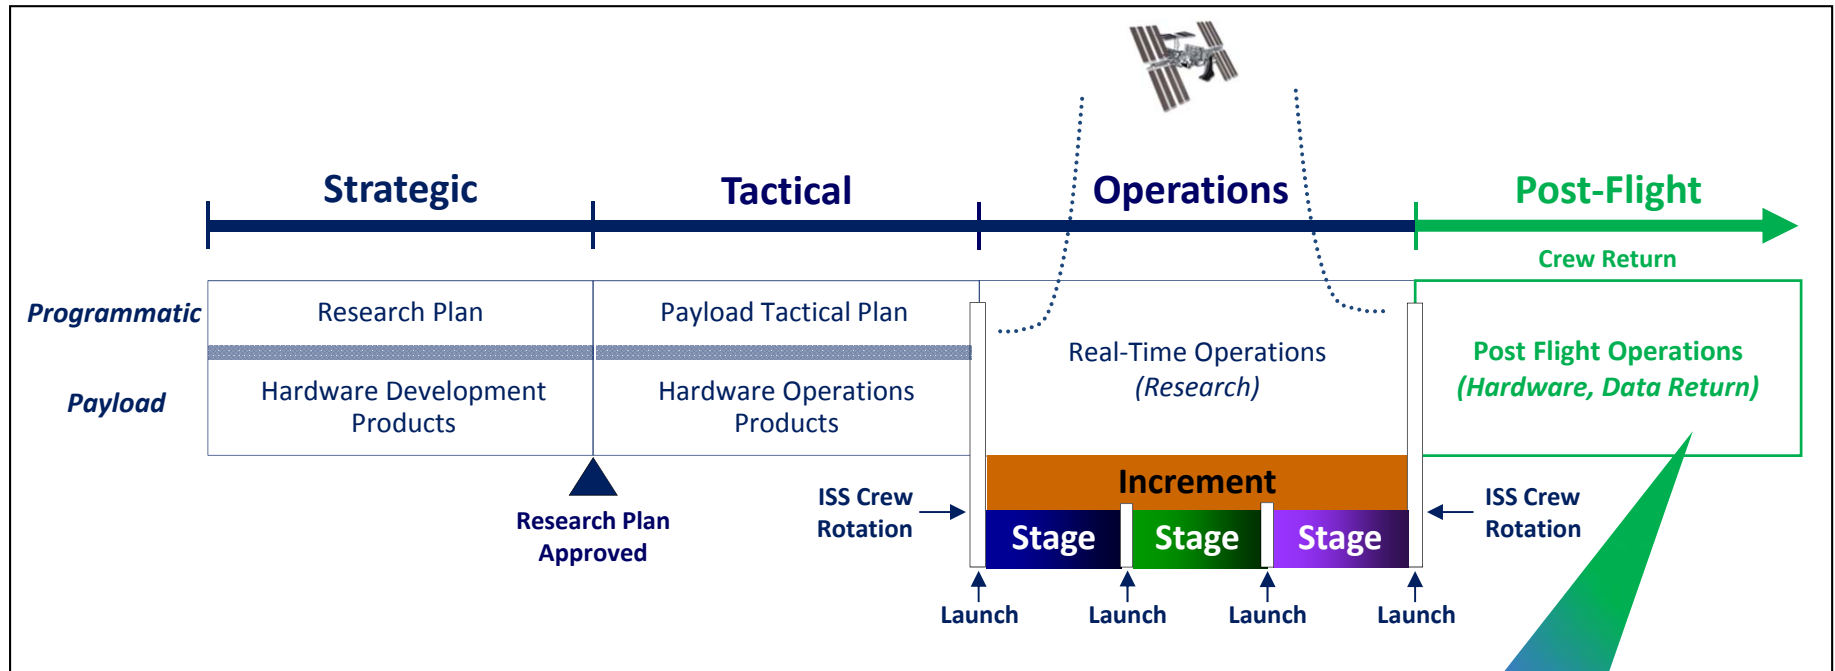 Strategic
Tactical
Operations
Post-Flight
Crew Return
Programmatic
Research Plan
Payload Tactical Plan
Real-Time Operations
(Research)
Post Flight Operations
(Hardware, Data Return)
Payload
Hardware Development
Products
Hardware Operations
Products
Research Plan
Approved
ISS Crew
Rotation
Increment
Stage
Stage
Stage
ISS Crew
Rotation
Launch
Launch
Launch
Launch